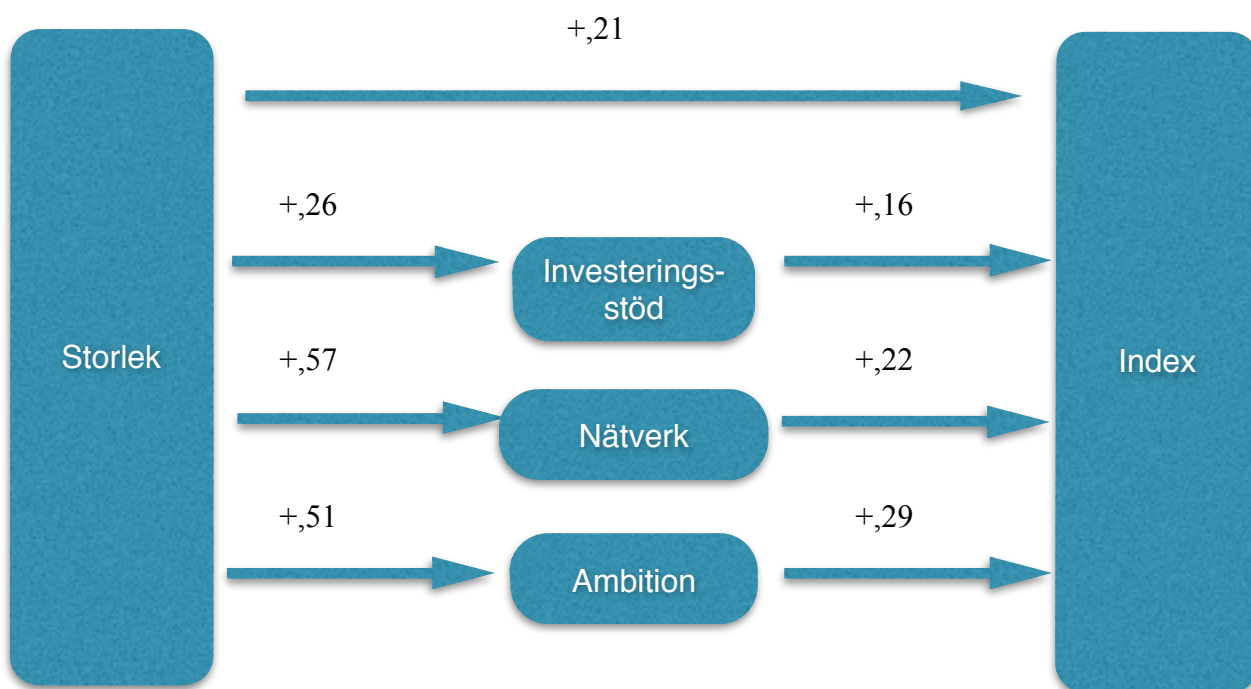 +,21
+,26
+,16
Investerings-
stöd
Storlek
+,57
+,22
Index
Nätverk
+,51
+,29
Ambition